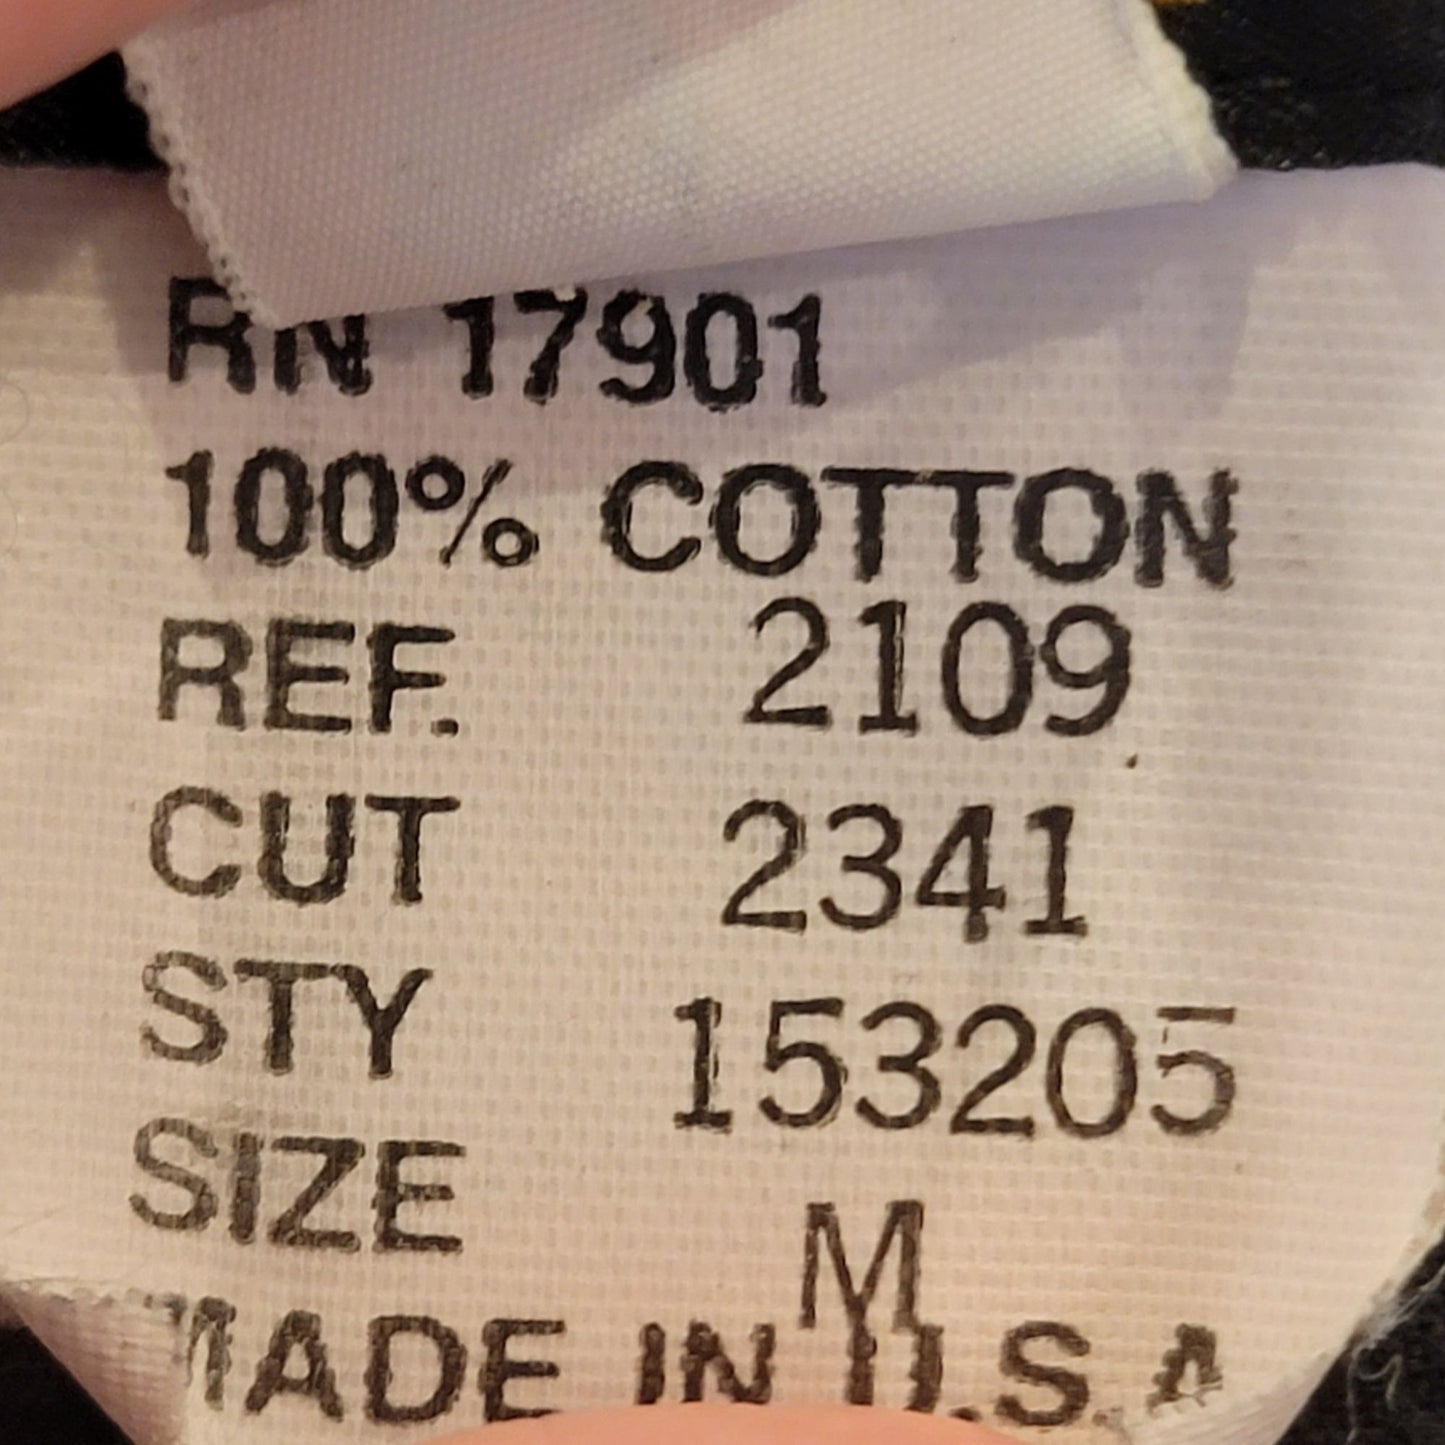 RN 17901
100% COTTON
REF. 2109
CUT 2341
STY 153205
SIZE M
MADE IN U.S.A